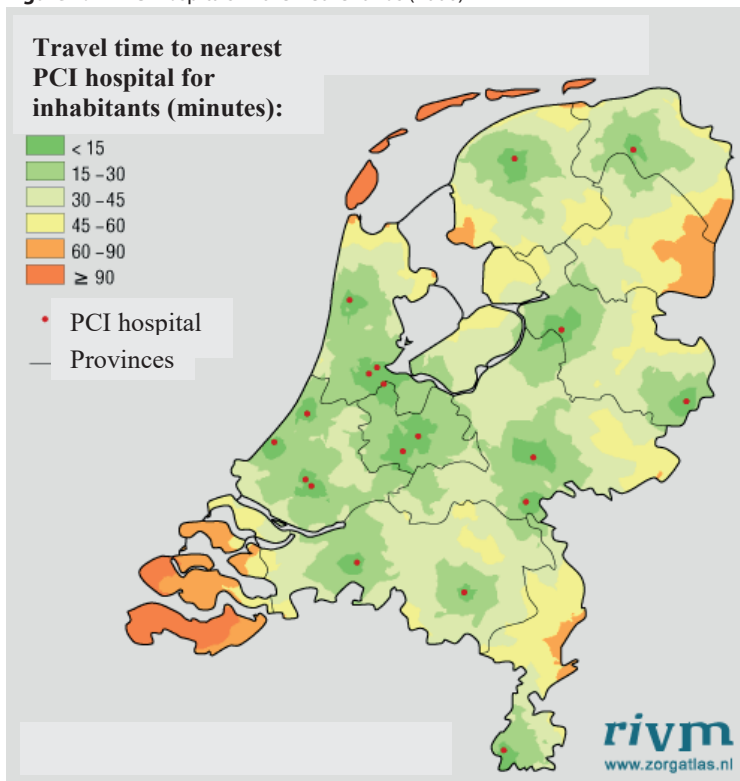 Travel time to nearest
PCI hospital for
inhabitants (minutes):
< 15
15 – 30
30 – 45
45 – 60
60 – 90
≥ 90
PCI hospital
Provinces
rivm
www.zorgatlas.nl